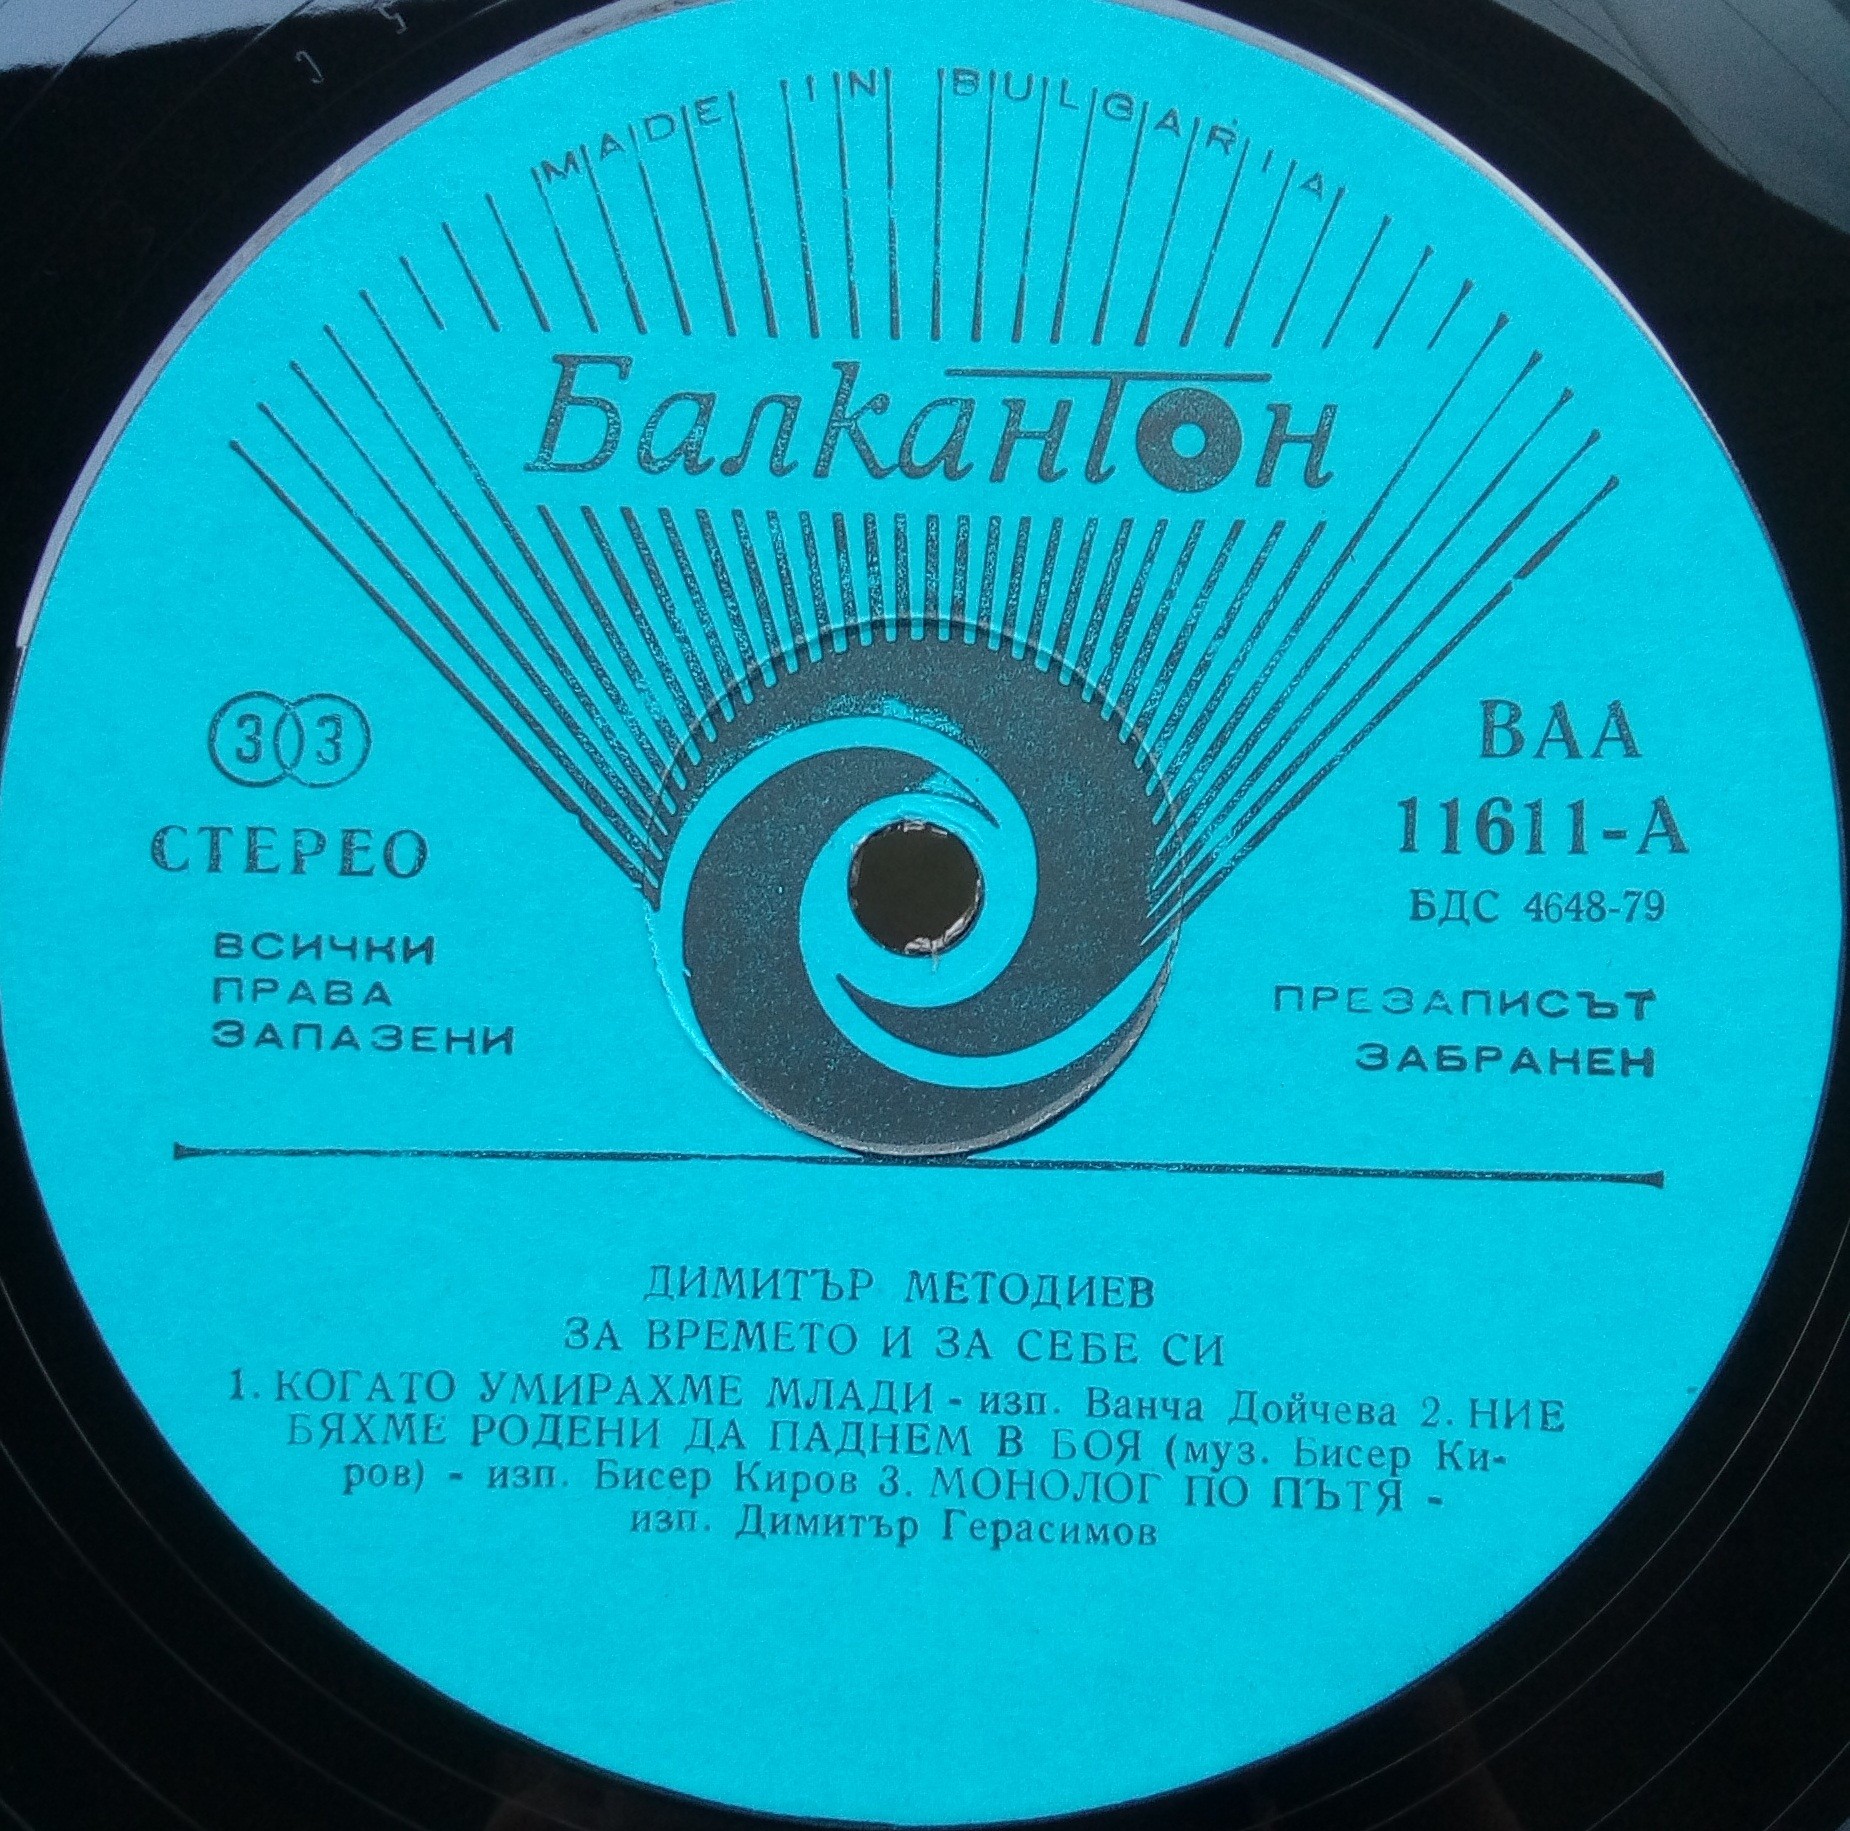 MADE IN BULGARIA
Балкантон
33
СТЕРЕО
ВСИЧКИ
ПРАВА
ЗАПАЗЕНИ
ВАА
11611-А
БДС 4648-79
ПРЕЗАПИСЪТ
ЗАБРАНЕН
ДИМИТЪР МЕТОДИЕВ
ЗА ВРЕМЕТО И ЗА СЕБЕ СИ
1. КОГАТО УМИРАХМЕ МЛАДИ - изп. Ванча Дойчева 2. НИЕ
БЯХМЕ РОДЕНИ ДА ПАДНЕМ В БОЯ (муз. Бисер Ки-
ров) - изп. Бисер Киров 3. МОНОЛОГ ПО ПЪТЯ -
изп. Димитър Герасимов